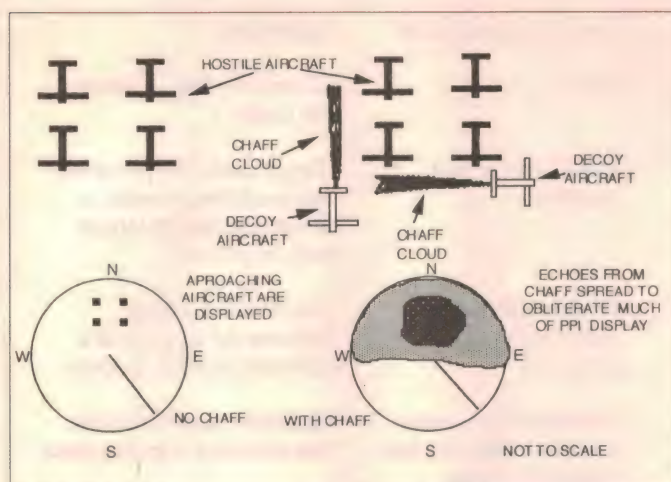 HOSTILE AIRCRAFT
CHAFF
CLOUD
DECOY
AIRCRAFT
DECOY
AIRCRAFT
CHAFF
CLOUD
N
APROACHING
AIRCRAFT ARE
DISPLAYED
W
E
NO CHAFF
S
N
ECHOES FROM
CHAFF SPREAD TO
OBLITERATE MUCH
OF PPI DISPLAY
W
E
WITH CHAFF
S
NOT TO SCALE